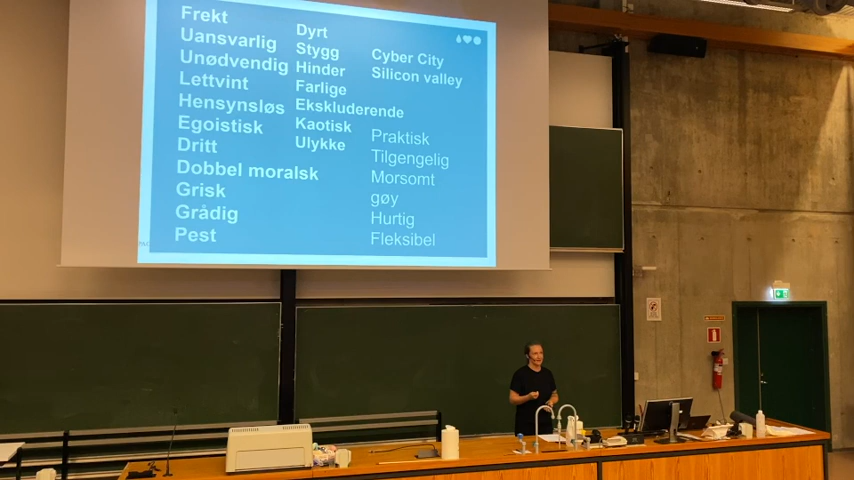 Frekt
Uansvarlig
Unødvendig
Lettvint
Hensynsløs
Egoistisk
Dritt
Dobbel moralsk
Grisk
Grådig
Pest
Dyrt
Stygg
Hinder
Farlige
Ekskluderende
Kaotisk
Ulykke
Cyber City
Silicon valley
Praktisk
Tilgengelig
Morsomt
gøy
Hurtig
Fleksibel